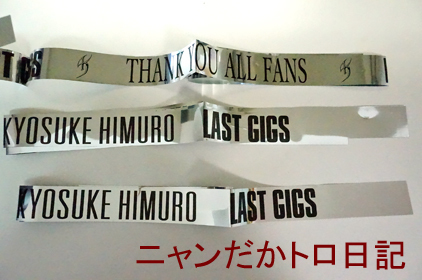 T GIGS THANK YOU ALL FANS
KYOSUKE HIMURO LAST GIGS
KYOSUKE HIMURO LAST GIGS
ニャンだかトロ日記